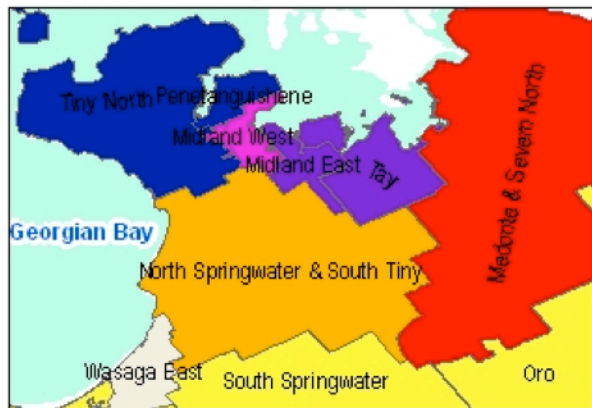 Tiny North
Penetanguishene
Midland West
Midland East
Tay
Medonte & Severn North
Georgian Bay
North Springwater & South Tiny
Wasaga East
South Springwater
Oro